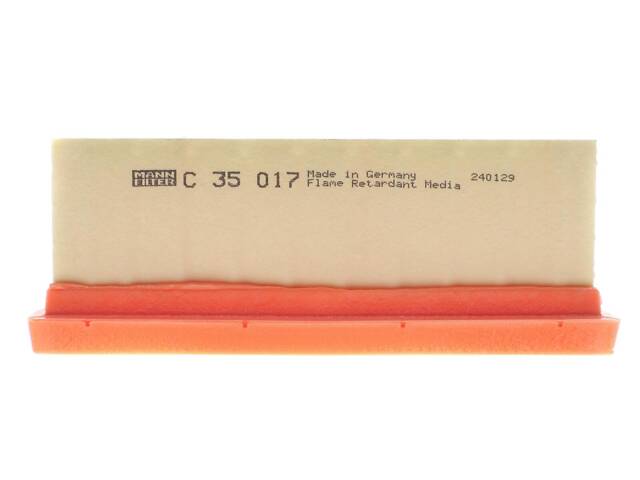 MANN FILTER C 35 017 Made in Germany 240129
Flame Retardant Media